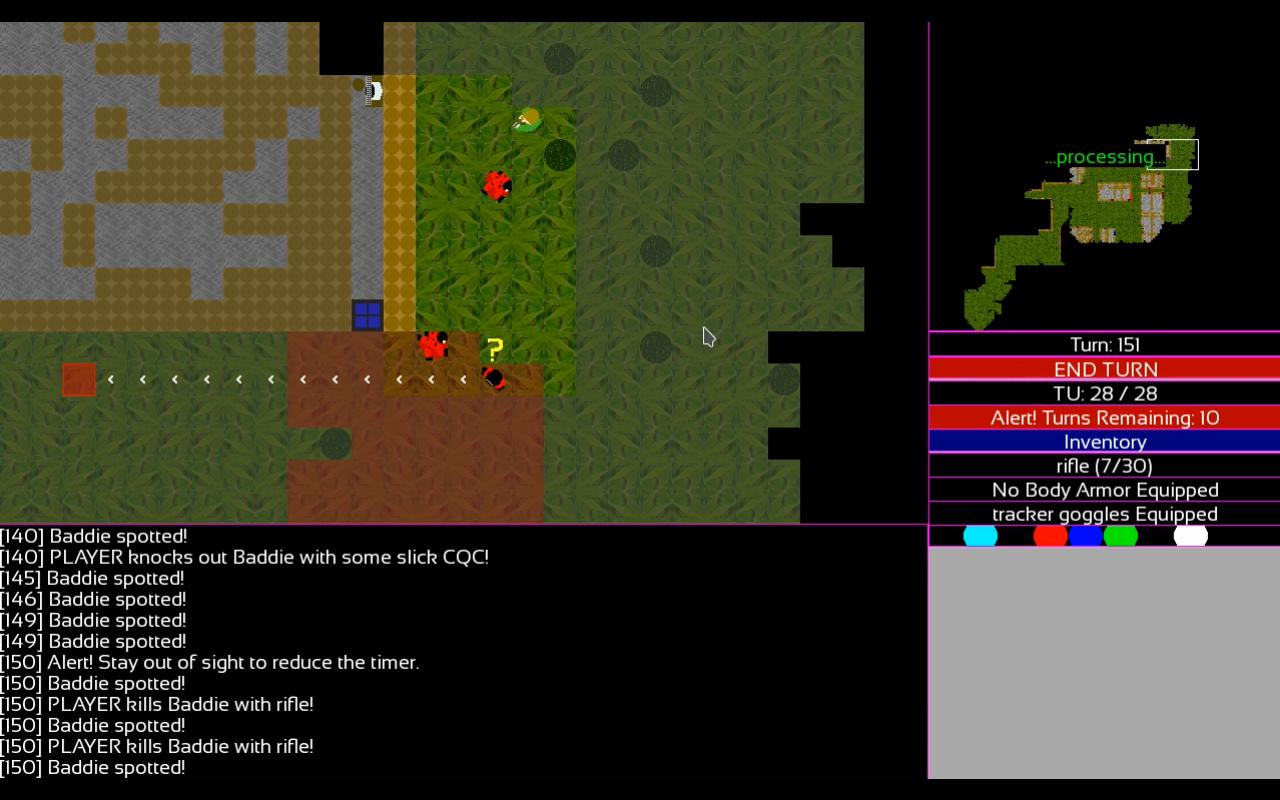 ...processing...
?
Turn: 151
END TURN
TU: 28 / 28
Alert! Turns Remaining: 10
Inventory
rifle (7/30)
No Body Armor Equipped
tracker goggles Equipped
[140] Baddie spotted!
[140] PLAYER knocks out Baddie with some slick CQC!
[145] Baddie spotted!
[146] Baddie spotted!
[149] Baddie spotted!
[149] Baddie spotted!
[150] Alert! Stay out of sight to reduce the timer.
[150] Baddie spotted!
[150] PLAYER kills Baddie with rifle!
[150] Baddie spotted!
[150] PLAYER kills Baddie with rifle!
[150] Baddie spotted!